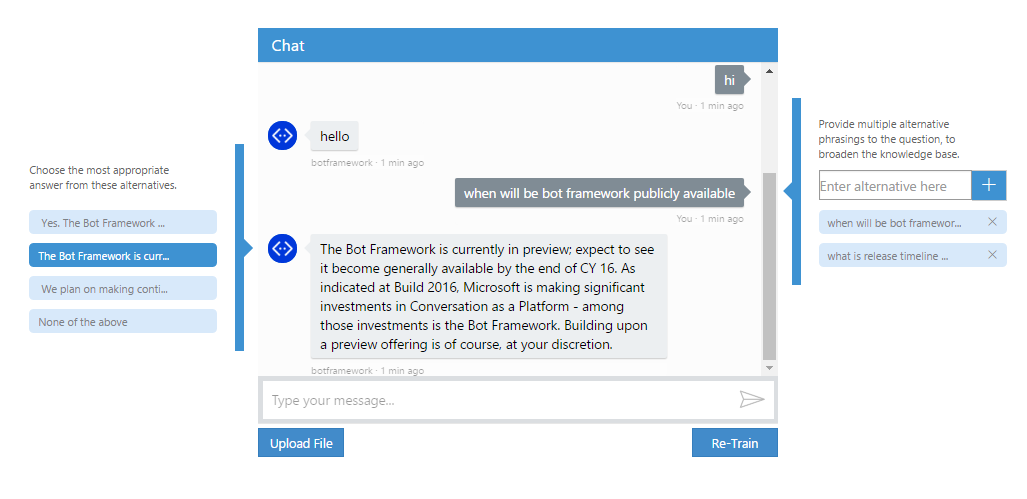 Chat
hi
You · 1 min ago
hello
botframework · 1 min ago
when will be bot framework publicly available
You · 1 min ago
The Bot Framework is currently in preview; expect to see
it become generally available by the end of CY 16. As
indicated at Build 2016, Microsoft is making significant
investments in Conversation as a Platform - among
those investments is the Bot Framework. Building upon
a preview offering is of course, at your discretion.
botframework · 1 min ago
Type your message...
Upload File
Re-Train
Choose the most appropriate
answer from these alternatives.
Yes. The Bot Framework ...
The Bot Framework is curr...
We plan on making conti...
None of the above
Provide multiple alternative
phrasings to the question, to
broaden the knowledge base.
Enter alternative here
when will be bot framewor...
what is release timeline ...